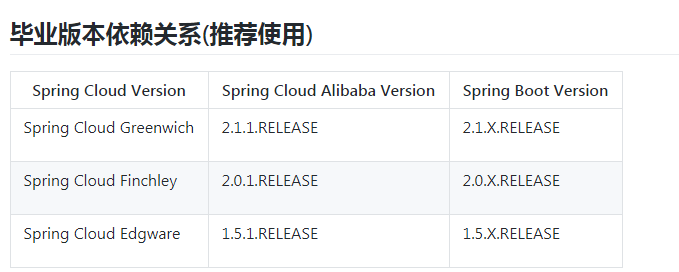 毕业版本依赖关系(推荐使用)
Spring Cloud Version Spring Cloud Alibaba Version Spring Boot Version
Spring Cloud Greenwich 2.1.1.RELEASE 2.1.X.RELEASE
Spring Cloud Finchley 2.0.1.RELEASE 2.0.X.RELEASE
Spring Cloud Edgware 1.5.1.RELEASE 1.5.X.RELEASE